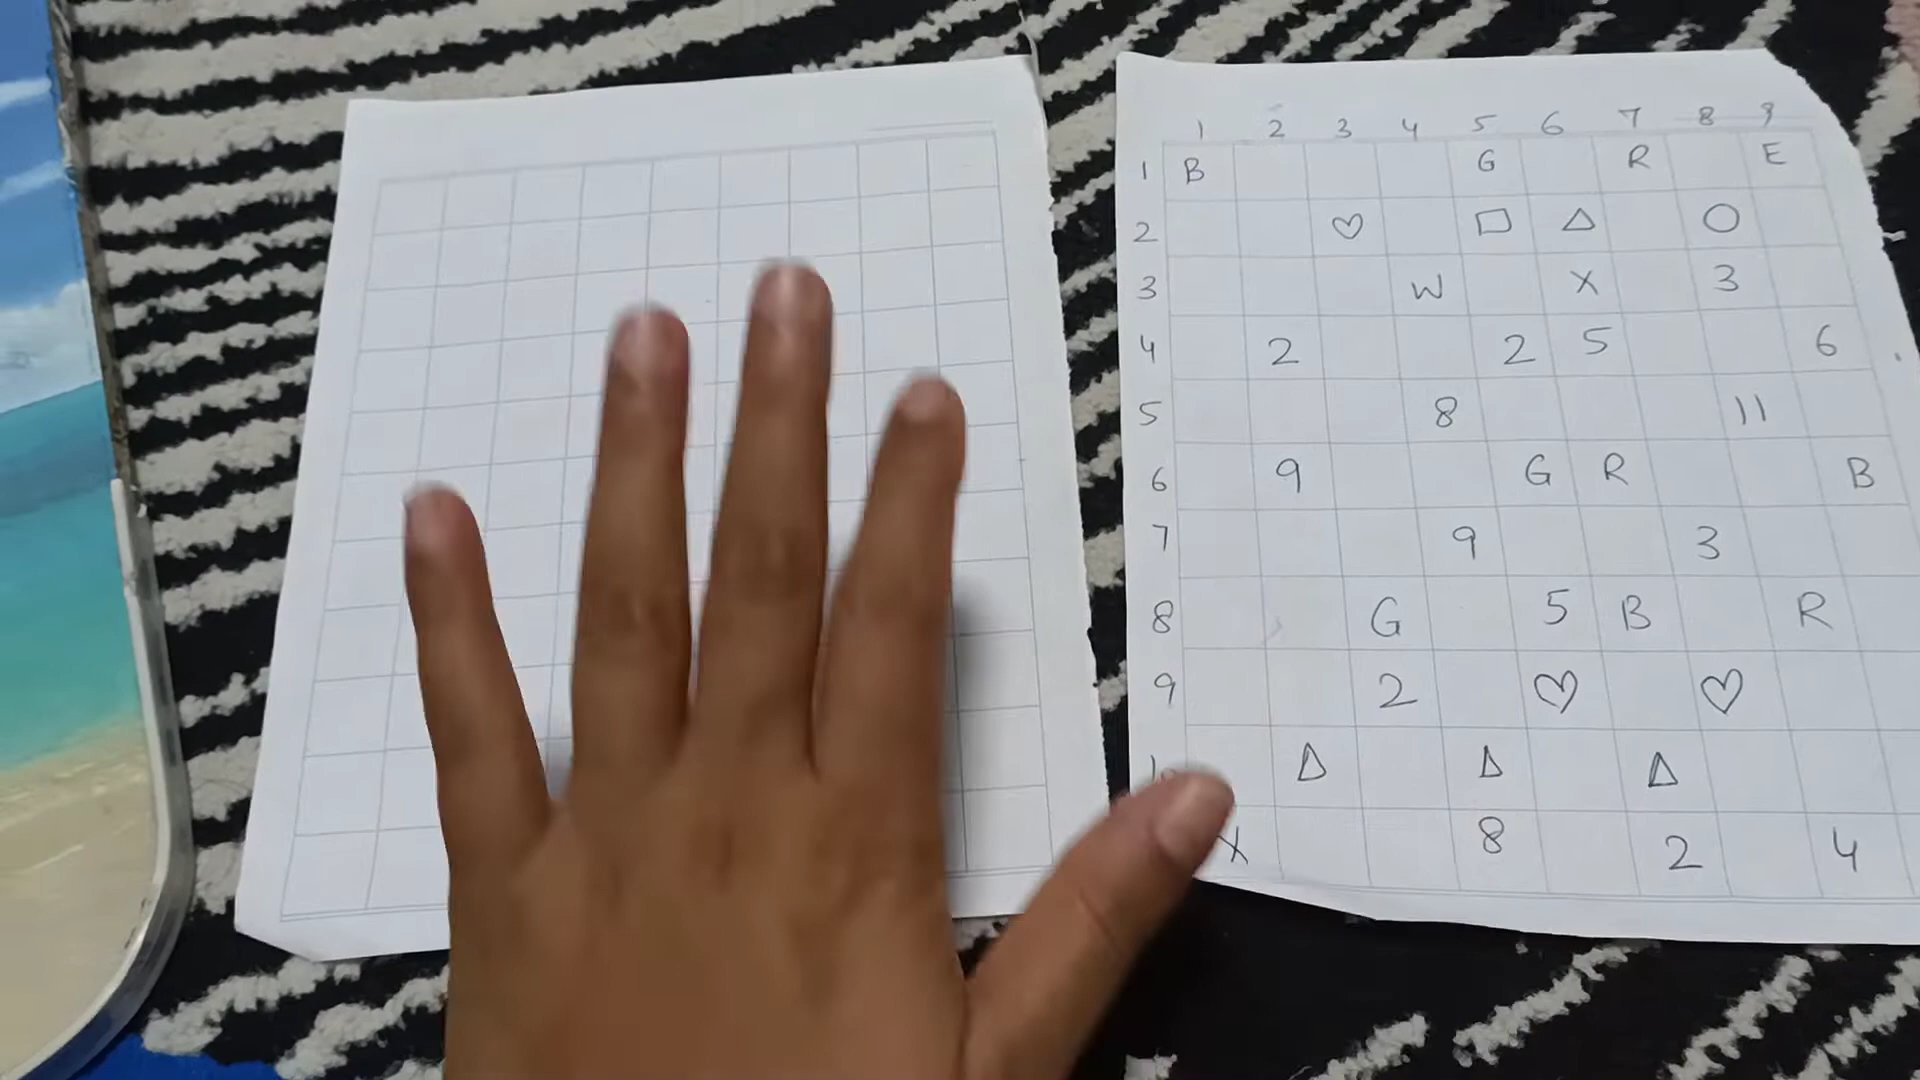 1 2 3 4 5 6 7 8 9
1 B G R E
2 ♡ □ △ ○
3 W X 3
4 2 2 5 6
5 8 11
6 9 G R B
7 9 3
8 G 5 B R
9 2 ♡ ♡
△ △ △
X 8 2 4